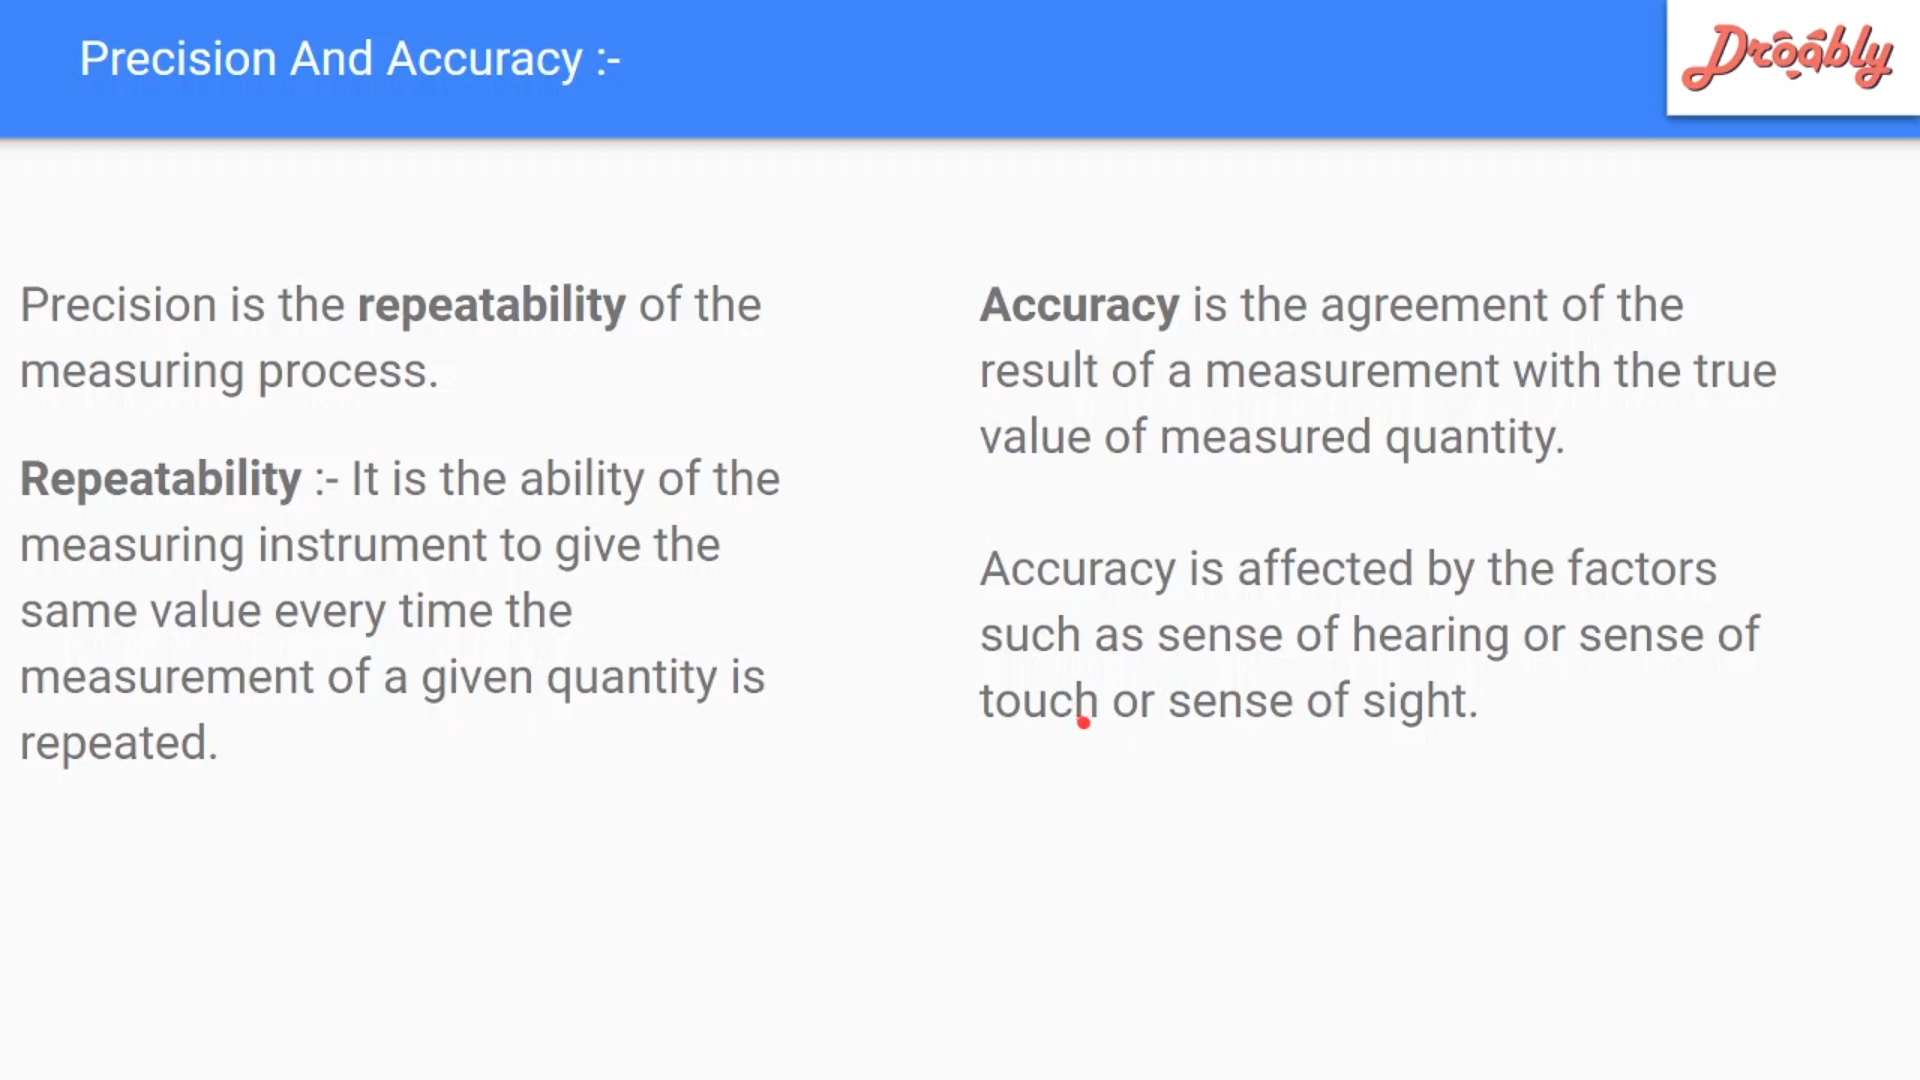 Precision And Accuracy :-
Droobly
Precision is the repeatability of the
measuring process.
Repeatability :- It is the ability of the
measuring instrument to give the
same value every time the
measurement of a given quantity is
repeated.
Accuracy is the agreement of the
result of a measurement with the true
value of measured quantity.
Accuracy is affected by the factors
such as sense of hearing or sense of
touch or sense of sight.